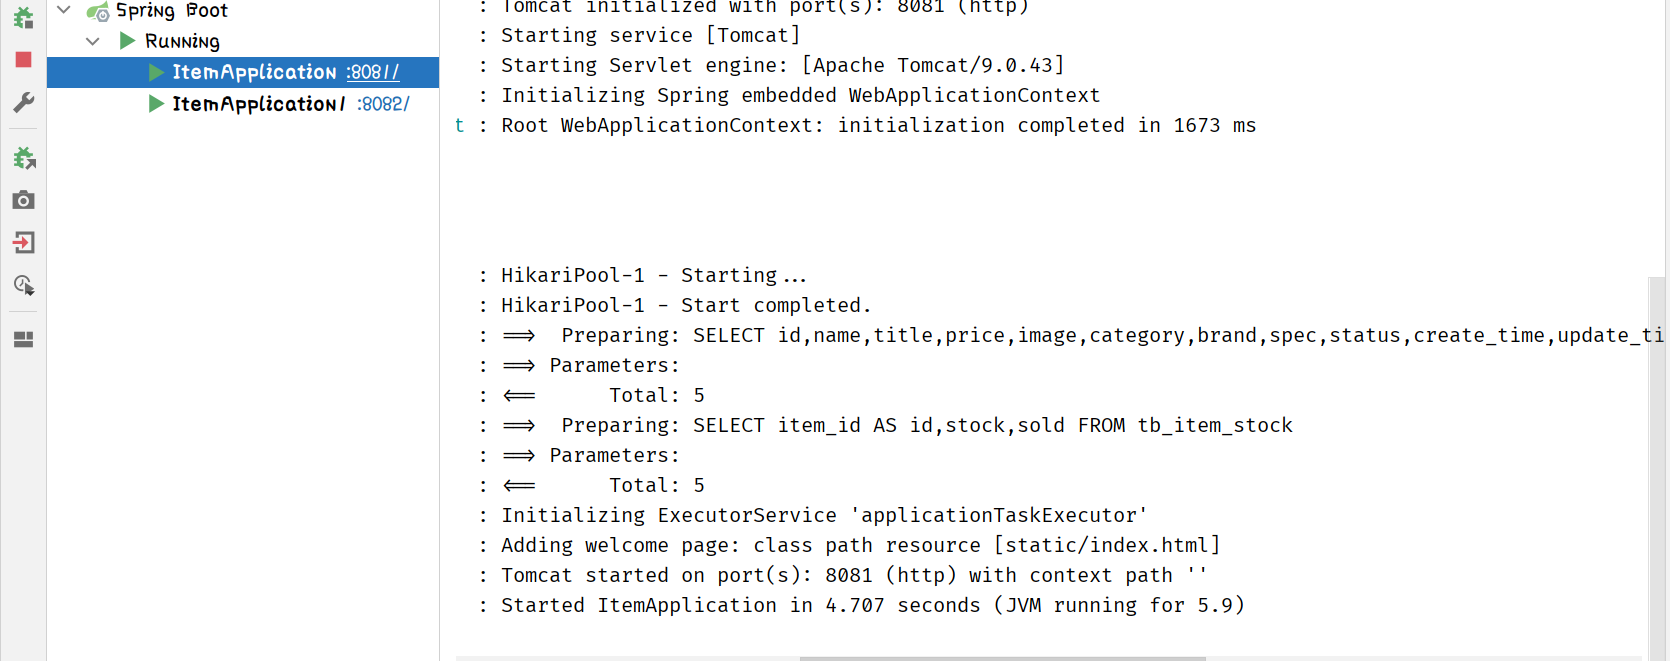 Spring Boot
Running
ItemApplication :8081/
ItemApplication1 :8082/
: Tomcat initialized with port(s): 8081 (http)
: Starting service [Tomcat]
: Starting Servlet engine: [Apache Tomcat/9.0.43]
: Initializing Spring embedded WebApplicationContext
t : Root WebApplicationContext: initialization completed in 1673 ms
: HikariPool-1 - Starting...
: HikariPool-1 - Start completed.
: ==>  Preparing: SELECT id,name,title,price,image,category,brand,spec,status,create_time,update_ti
: ==> Parameters:
: <==      Total: 5
: ==>  Preparing: SELECT item_id AS id,stock,sold FROM tb_item_stock
: ==> Parameters:
: <==      Total: 5
: Initializing ExecutorService 'applicationTaskExecutor'
: Adding welcome page: class path resource [static/index.html]
: Tomcat started on port(s): 8081 (http) with context path ''
: Started ItemApplication in 4.707 seconds (JVM running for 5.9)